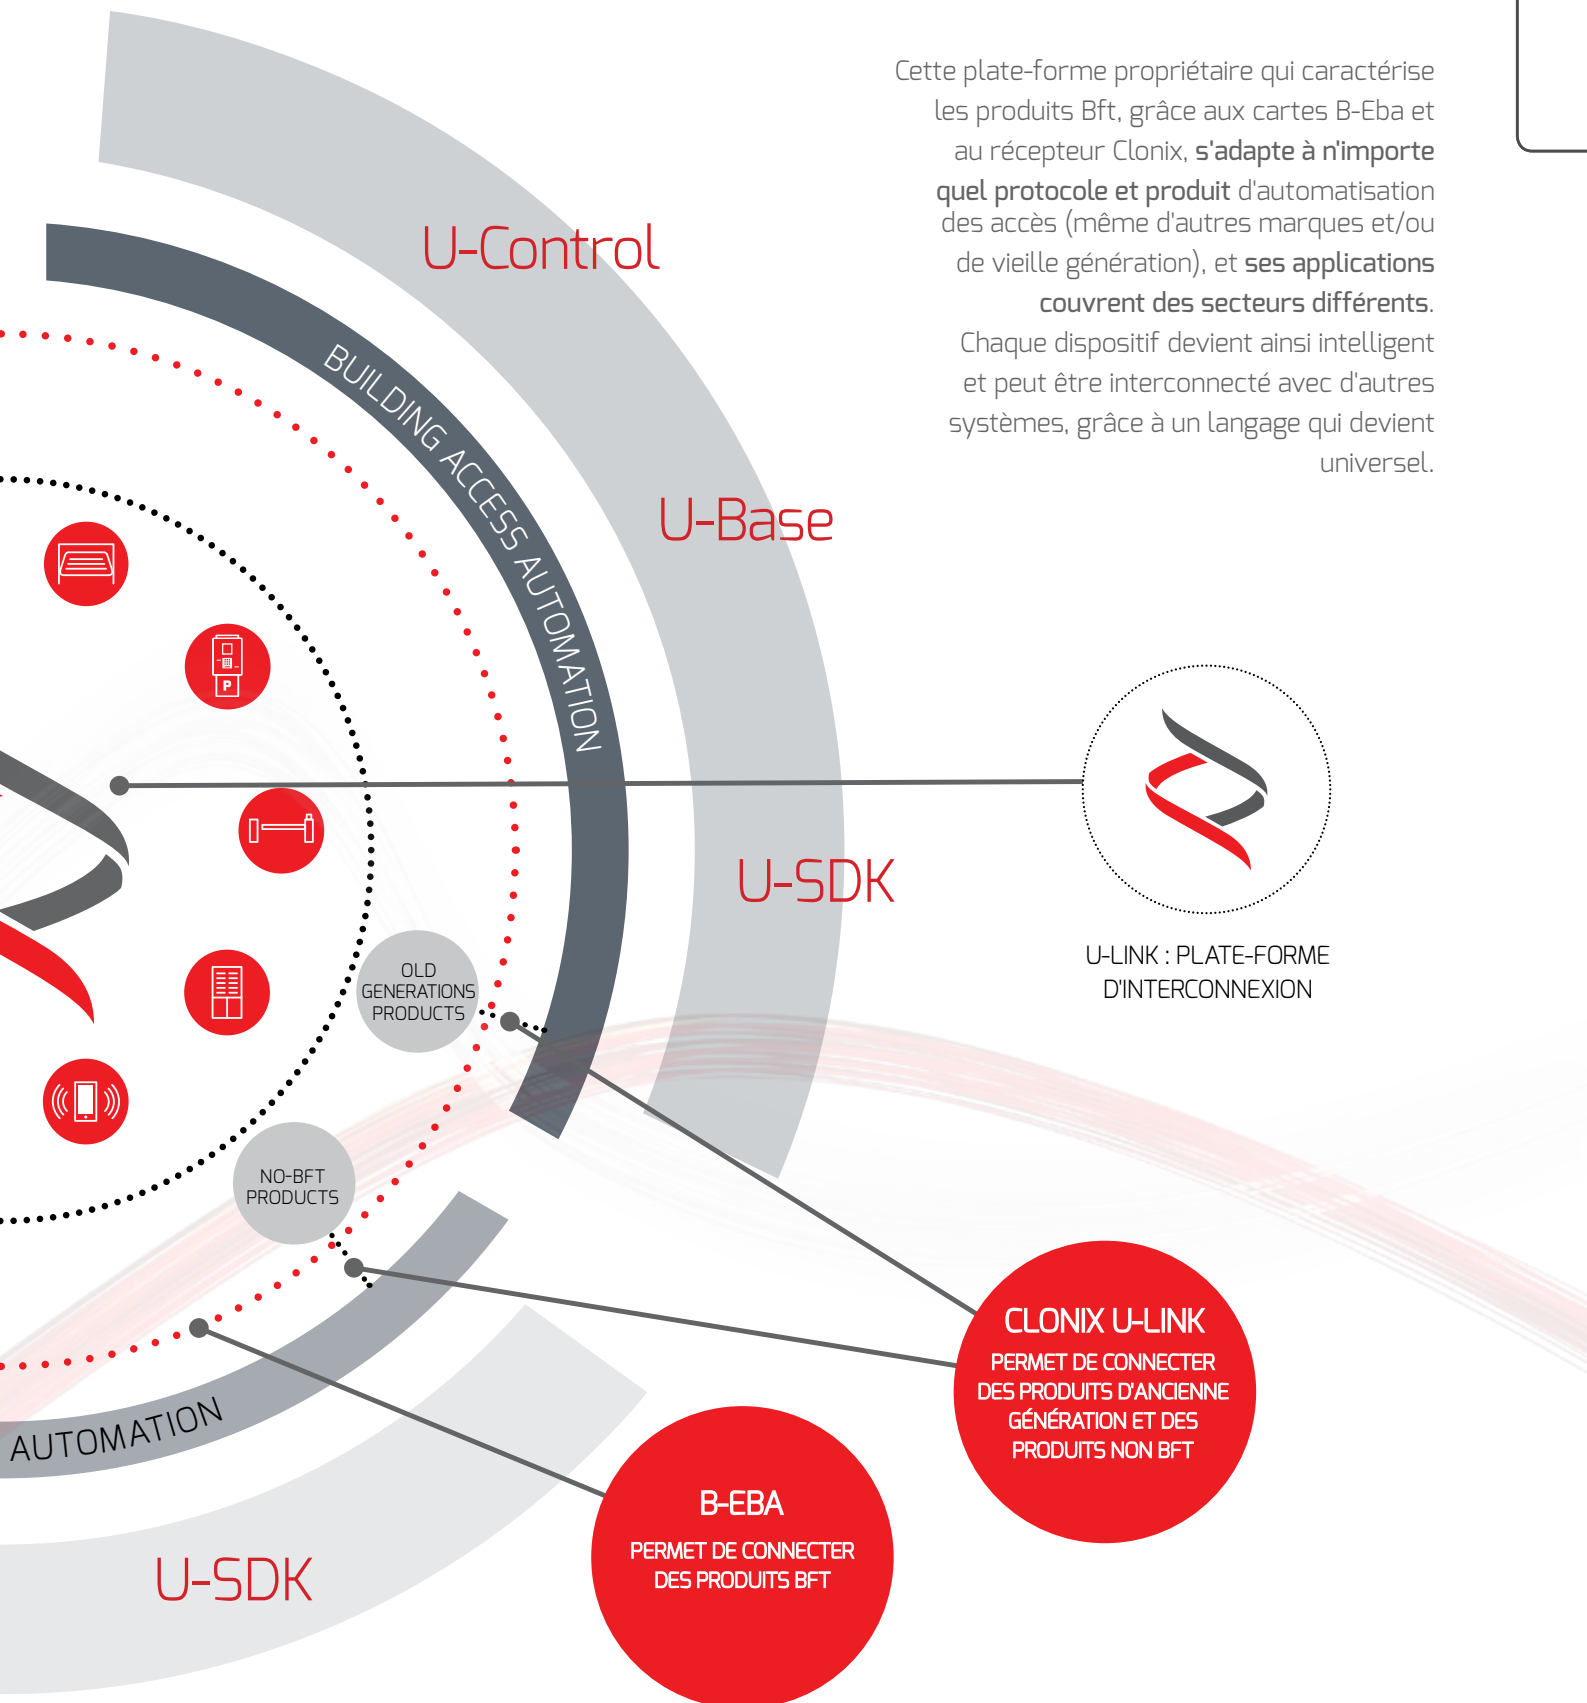 Cette plate-forme propriétaire qui caractérise
les produits Bft, grâce aux cartes B-Eba et
au récepteur Clonix, s'adapte à n'importe
quel protocole et produit d'automatisation
des accès (même d'autres marques et/ou
de vieille génération), et ses applications
couvrent des secteurs différents.
Chaque dispositif devient ainsi intelligent
et peut être interconnecté avec d'autres
systèmes, grâce à un langage qui devient
universel.
U-Control
BUILDING ACCESS AUTOMATION
U-Base
P
U-SDK
U-LINK : PLATE-FORME
D'INTERCONNEXION
OLD
GENERATIONS
PRODUCTS
NO-BFT
PRODUCTS
CLONIX U-LINK
PERMET DE CONNECTER
DES PRODUITS D'ANCIENNE
GÉNÉRATION ET DES
PRODUITS NON BFT
AUTOMATION
B-EBA
PERMET DE CONNECTER
DES PRODUITS BFT
U-SDK